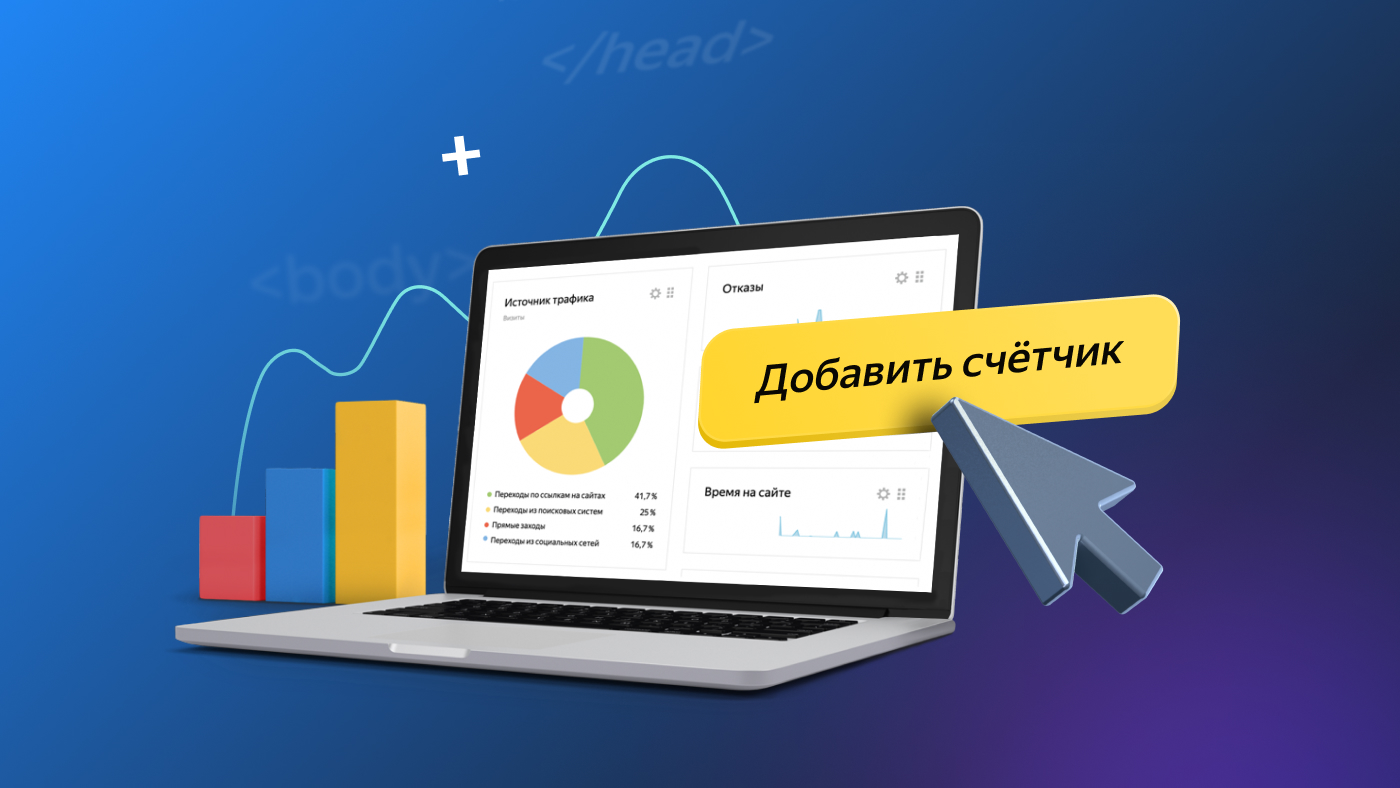 </head>
<body>
Источник трафика
Визиты
Переходы по ссылкам на сайтах 41,7 %
Переходы из поисковых систем 25 %
Прямые заходы 16,7 %
Переходы из социальных сетей 16,7 %
Отказы
Добавить счётчик
Время на сайте